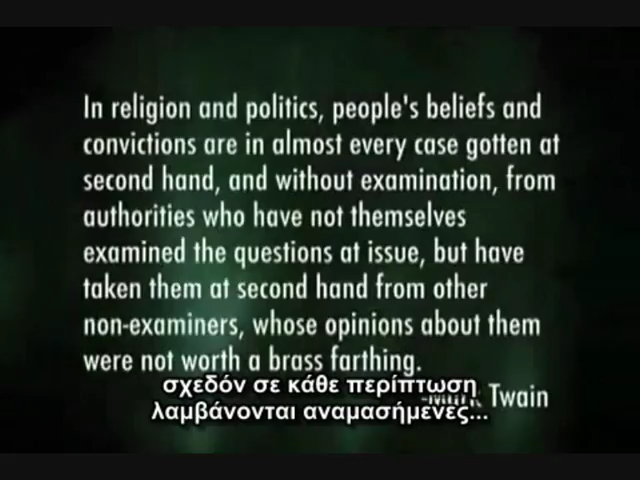 In religion and politics, people's beliefs and
convictions are in almost every case gotten at
second hand, and without examination, from
authorities who have not themselves
examined the questions at issue, but have
taken them at second hand from other
non-examiners, whose opinions about them
were not worth a brass farthing.
σχεδόν σε κάθε περίπτωση
-Mark Twain
λαμβάνονται αναμασήμενες...